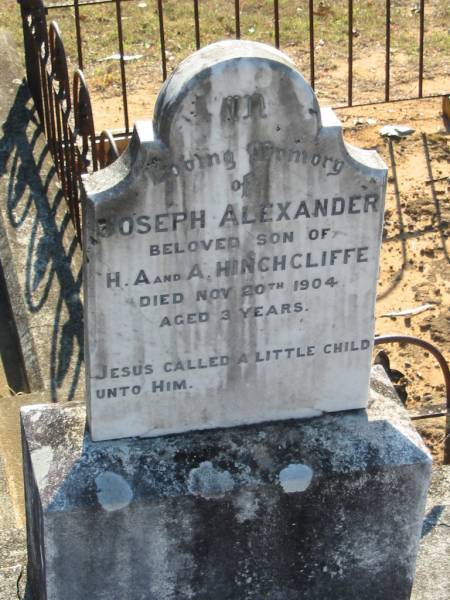 In
Loving Memory
of
JOSEPH ALEXANDER
BELOVED SON OF
H. A AND A. HINCHCLIFFE
DIED NOV 20TH 1904
AGED 3 YEARS.
JESUS CALLED A LITTLE CHILD
UNTO HIM.